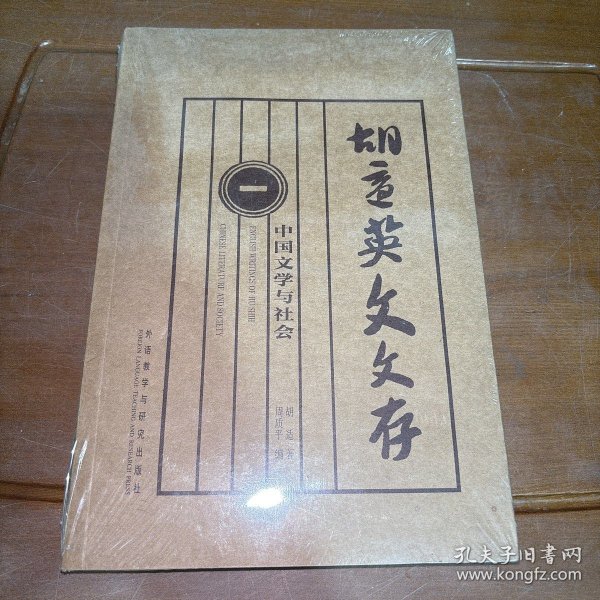 胡适英文文存
一
中国文学与社会
ENGLISH WRITINGS OF HU SHIH
CHINESE LITERATURE AND SOCIETY
胡适 著
周质平 编
外语教学与研究出版社
FOREIGN LANGUAGE TEACHING AND RESEARCH PRESS
孔夫子旧书网
www.kongfz.com